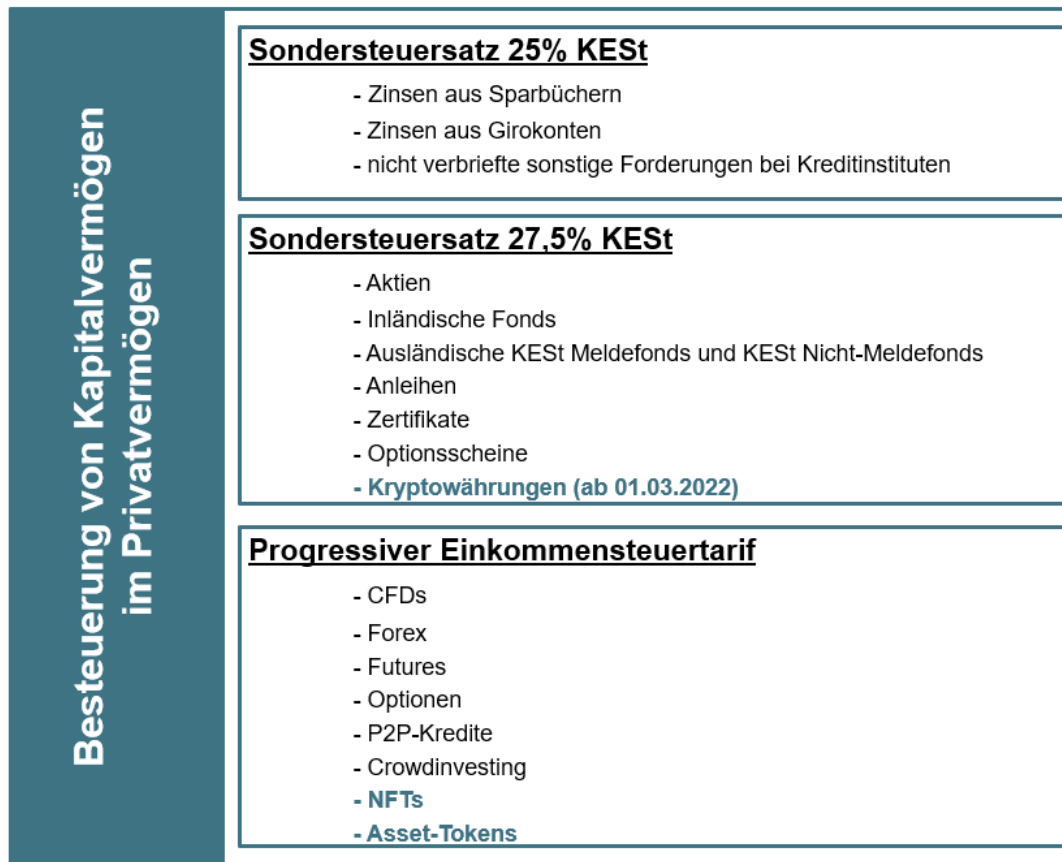 Besteuerung von Kapitalvermögen
im Privatvermögen
Sondersteuersatz 25% KESt
- Zinsen aus Sparbüchern
- Zinsen aus Girokonten
- nicht verbriefte sonstige Forderungen bei Kreditinstituten
Sondersteuersatz 27,5% KESt
- Aktien
- Inländische Fonds
- Ausländische KESt Meldefonds und KESt Nicht-Meldefonds
- Anleihen
- Zertifikate
- Optionsscheine
- Kryptowährungen (ab 01.03.2022)
Progressiver Einkommensteuertarif
- CFDs
- Forex
- Futures
- Optionen
- P2P-Kredite
- Crowdinvesting
- NFTs
- Asset-Tokens